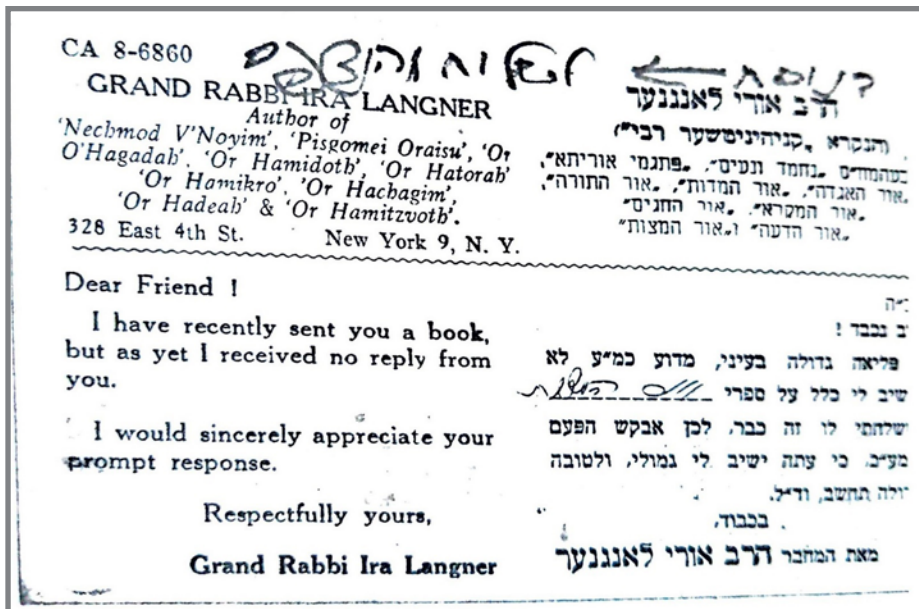 CA 8-6860
GRAND RABBI IRA LANGNER
Author of
'Nechmod V'Noyim', 'Pisgomei Oraisu', 'Or
O'Hagadah', 'Or Hamidoth', 'Or Hatorah'
'Or Hamikro', 'Or Hachagim',
'Or Hadeah' & 'Or Hamitzvoth'.
328 East 4th St. New York 9, N. Y.
הרב אורי לאנגנער
(הנקרא „קניהיניטשער רבי")
„נחמד ונעים", „פתגמי אוריתא",
„אור האגדה", „אור המדות", „אור התורה",
„אור המקרא", „אור החגים"
„אור הדעה" ו„אור המצות"
Dear Friend !
I have recently sent you a book,
but as yet I received no reply from
you.
I would sincerely appreciate your
prompt response.
Respectfully yours,
Grand Rabbi Ira Langner
נכבד !
פליאה גדולה בעיני, מדוע כמ"ע לא
לי כלל על ספרי
לו זה כבר, לכן אבקש הפעם
מע"כ, כי עתה ישיב לי גמולי, ולטובה
תחשב, וד"ל.
בכבוד,
מאת המחבר הרב אורי לאנגנער